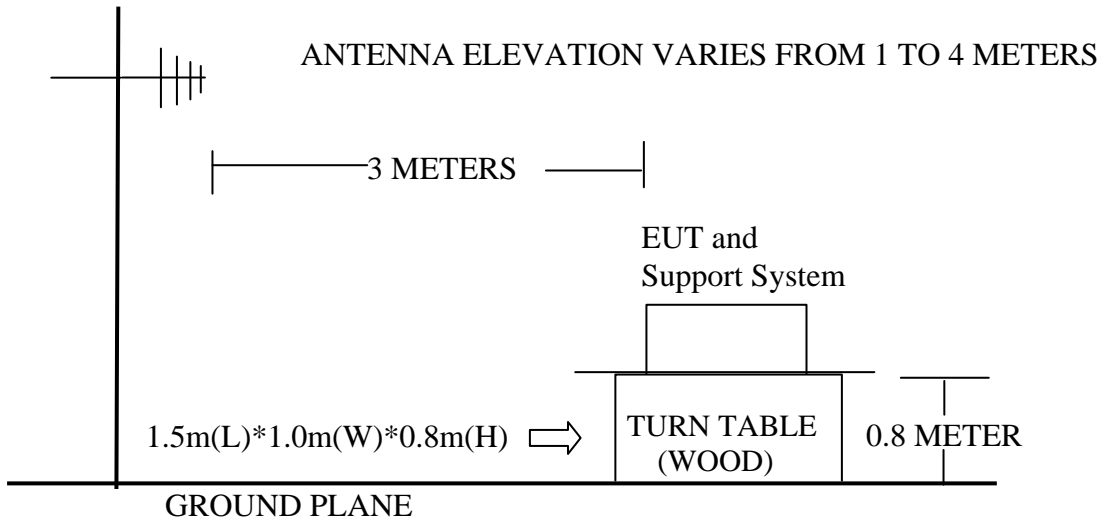 ANTENNA ELEVATION VARIES FROM 1 TO 4 METERS
3 METERS
EUT and
Support System
1.5m(L)*1.0m(W)*0.8m(H)
TURN TABLE
(WOOD)
0.8 METER
GROUND PLANE